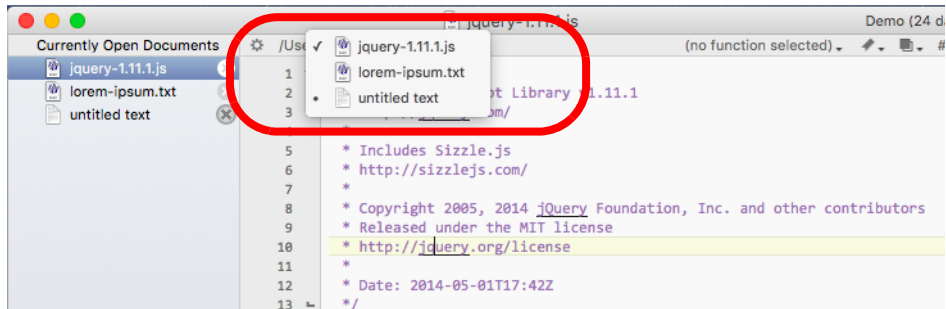 jquery-1.11.1.js
Demo (24
Currently Open Documents
/Use
(no function selected)
#
jquery-1.11.1.js
lorem-ipsum.txt
untitled text
✓ jquery-1.11.1.js
lorem-ipsum.txt
• untitled text
1
2 Library v1.11.1
3
5 * Includes Sizzle.js
6 * http://sizzlejs.com/
7 *
8 * Copyright 2005, 2014 jQuery Foundation, Inc. and other contributors
9 * Released under the MIT license
10 * http://jquery.org/license
11 *
12 * Date: 2014-05-01T17:42Z
13 */